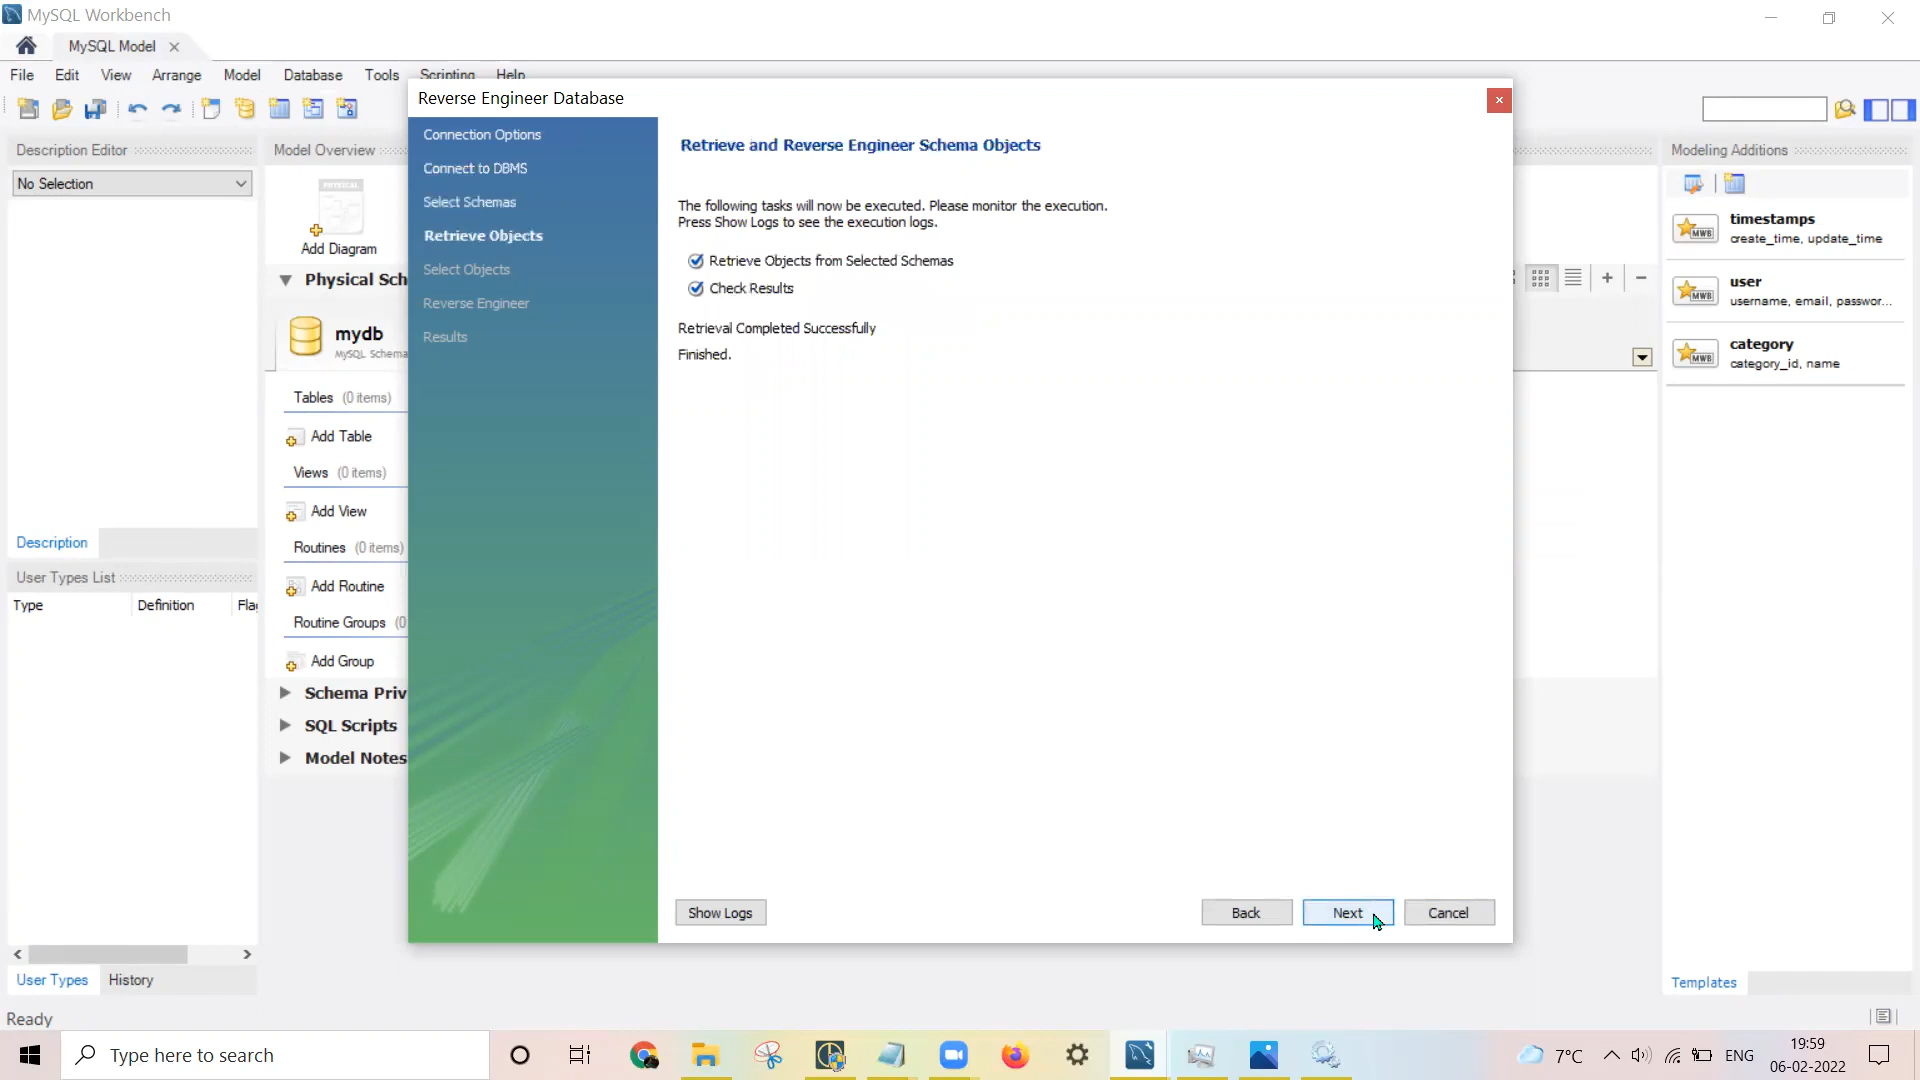 MySQL Workbench
MySQL Model
File Edit View Arrange Model Database Tools Scripting Help
Description Editor
No Selection
Description
User Types List
Type Definition
User Types History
Ready
Model Overview
PHYSICAL
Add Diagram
Physical Sch
mydb
MySQL Schema
Tables (0 items)
Add Table
Views (0 items)
Add View
Routines (0 items)
Add Routine
Routine Groups (0
Add Group
Schema Priv
SQL Scripts
Model Notes
Reverse Engineer Database
Connection Options
Connect to DBMS
Select Schemas
Retrieve Objects
Select Objects
Reverse Engineer
Results
Retrieve and Reverse Engineer Schema Objects
The following tasks will now be executed. Please monitor the execution.
Press Show Logs to see the execution logs.
Retrieve Objects from Selected Schemas
Check Results
Retrieval Completed Successfully
Finished.
Show Logs Back Next Cancel
Modeling Additions
MWB
timestamps
create_time, update_time
MWB
user
username, email, passwor...
MWB
category
category_id, name
Templates
Type here to search
7°C
ENG
19:59
06-02-2022